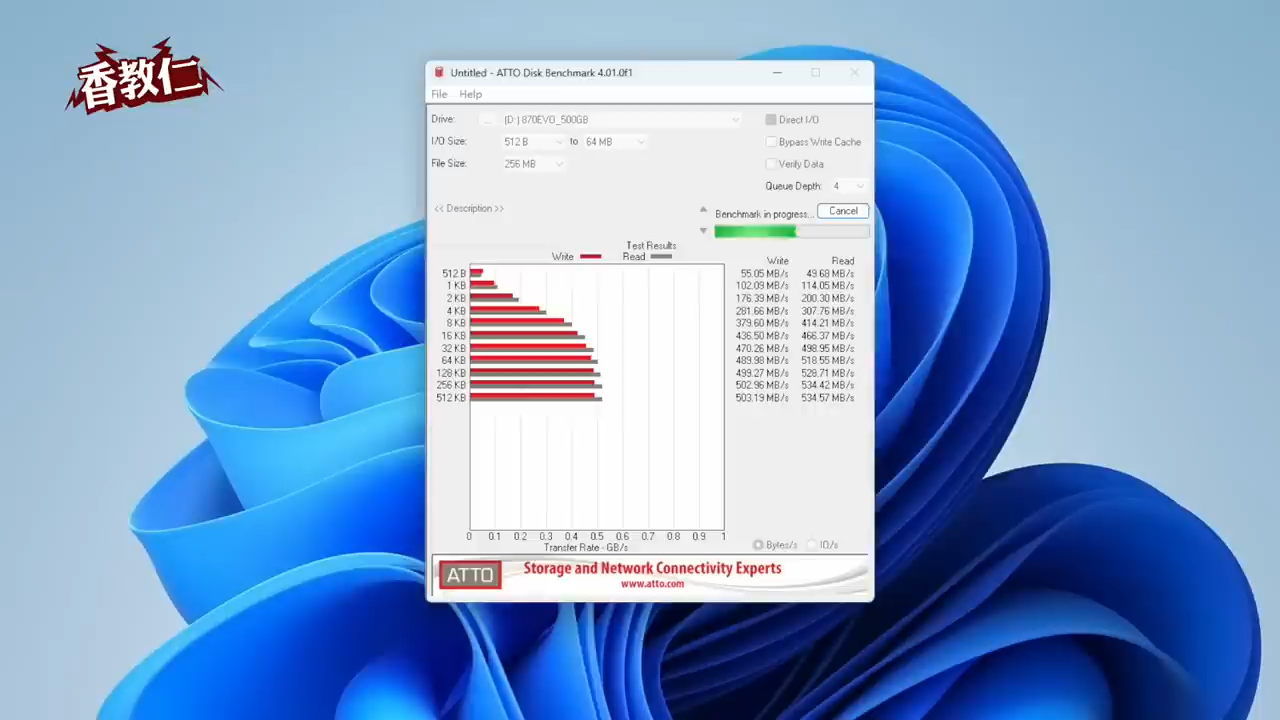 香教仁
Untitled - ATTO Disk Benchmark 4.01.0f1
File Help
Drive: ... (D:) 870EVO_500GB Direct I/O
I/O Size: 512 B to 64 MB Bypass Write Cache
File Size: 256 MB Verify Data
Queue Depth: 4
<< Description >> Benchmark in progress... Cancel
Test Results
Write Read Write Read
512 B 55.05 MB/s 49.68 MB/s
1 KB 102.09 MB/s 114.05 MB/s
2 KB 176.39 MB/s 200.30 MB/s
4 KB 281.66 MB/s 307.76 MB/s
8 KB 379.60 MB/s 414.21 MB/s
16 KB 436.50 MB/s 466.37 MB/s
32 KB 470.26 MB/s 498.95 MB/s
64 KB 489.98 MB/s 518.55 MB/s
128 KB 499.27 MB/s 528.71 MB/s
256 KB 502.96 MB/s 534.42 MB/s
512 KB 503.19 MB/s 534.57 MB/s
0 0.1 0.2 0.3 0.4 0.5 0.6 0.7 0.8 0.9 1
Transfer Rate - GB/s Bytes/s IO/s
ATTO Storage and Network Connectivity Experts
www.atto.com